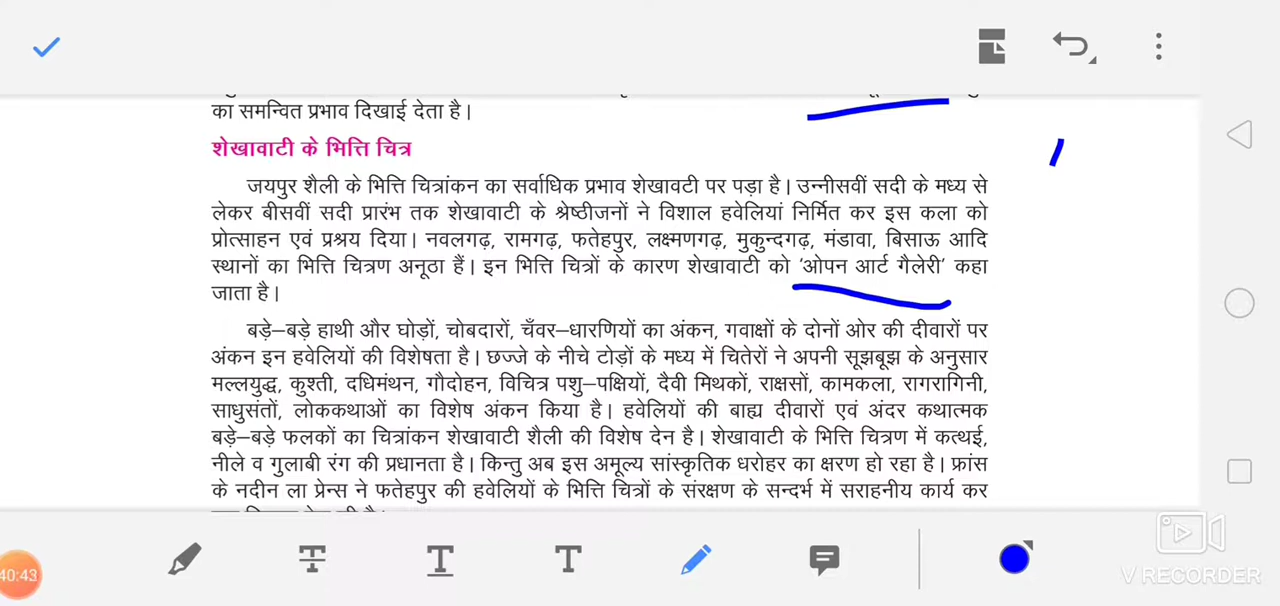 का समन्वित प्रभाव दिखाई देता है।
शेखावाटी के भित्ति चित्र
जयपुर शैली के भित्ति चित्रांकन का सर्वाधिक प्रभाव शेखावटी पर पड़ा है। उन्नीसवीं सदी के मध्य से
लेकर बीसवीं सदी प्रारंभ तक शेखावाटी के श्रेष्ठीजनों ने विशाल हवेलियां निर्मित कर इस कला को
प्रोत्साहन एवं प्रश्रय दिया। नवलगढ़, रामगढ़, फतेहपुर, लक्ष्मणगढ़, मुकुन्दगढ़, मंडावा, बिसाऊ आदि
स्थानों का भित्ति चित्रण अनूठा हैं। इन भित्ति चित्रों के कारण शेखावाटी को 'ओपन आर्ट गैलेरी' कहा
जाता है।
बड़े–बड़े हाथी और घोड़ों, चोबदारों, चँवर–धारणियों का अंकन, गवाक्षों के दोनों ओर की दीवारों पर
अंकन इन हवेलियों की विशेषता है। छज्जे के नीचे टोड़ों के मध्य में चितेरों ने अपनी सूझबूझ के अनुसार
मल्लयुद्ध, कुश्ती, दधिमंथन, गौदोहन, विचित्र पशु–पक्षियों, दैवी मिथकों, राक्षसों, कामकला, रागरागिनी,
साधुसंतों, लोककथाओं का विशेष अंकन किया है। हवेलियों की बाह्य दीवारों एवं अंदर कथात्मक
बड़े–बड़े फलकों का चित्रांकन शेखावाटी शैली की विशेष देन है। शेखावाटी के भित्ति चित्रण में कत्थई,
नीले व गुलाबी रंग की प्रधानता है। किन्तु अब इस अमूल्य सांस्कृतिक धरोहर का क्षरण हो रहा है। फ्रांस
के नदीन ला प्रेन्स ने फतेहपुर की हवेलियों के भित्ति चित्रों के संरक्षण के सन्दर्भ में सराहनीय कार्य कर
T T T
40:43
V RECORDER